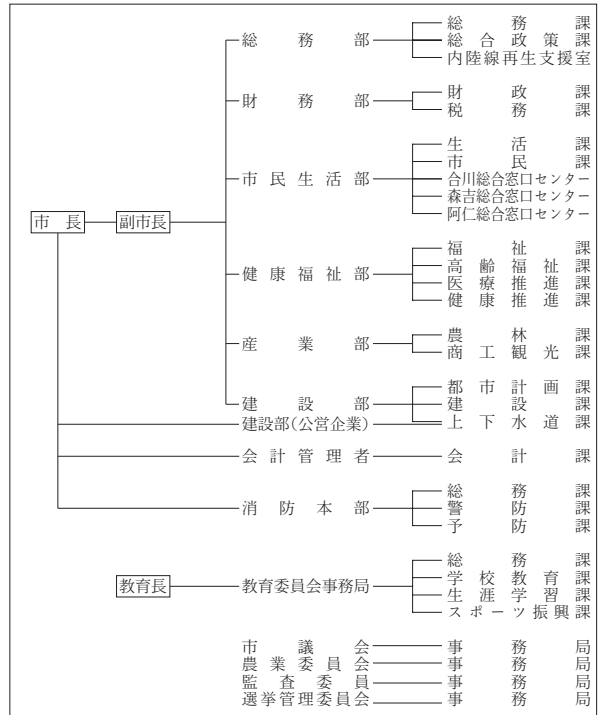 総務部 総務課
総合政策課
内陸線再生支援室
財務部 財政課
税務課
市民生活部 生活課
市民課
合川総合窓口センター
森吉総合窓口センター
阿仁総合窓口センター
市長 副市長
健康福祉部 福祉課
高齢福祉課
医療推進課
健康推進課
産業部 農林課
商工観光課
建設部 都市計画課
建設課
建設部(公営企業) 上下水道課
会計管理者 会計課
消防本部 総務課
警防課
予防課
教育長 教育委員会事務局 総務課
学校教育課
生涯学習課
スポーツ振興課
市議会 事務局
農業委員会 事務局
監査委員 事務局
選挙管理委員会 事務局